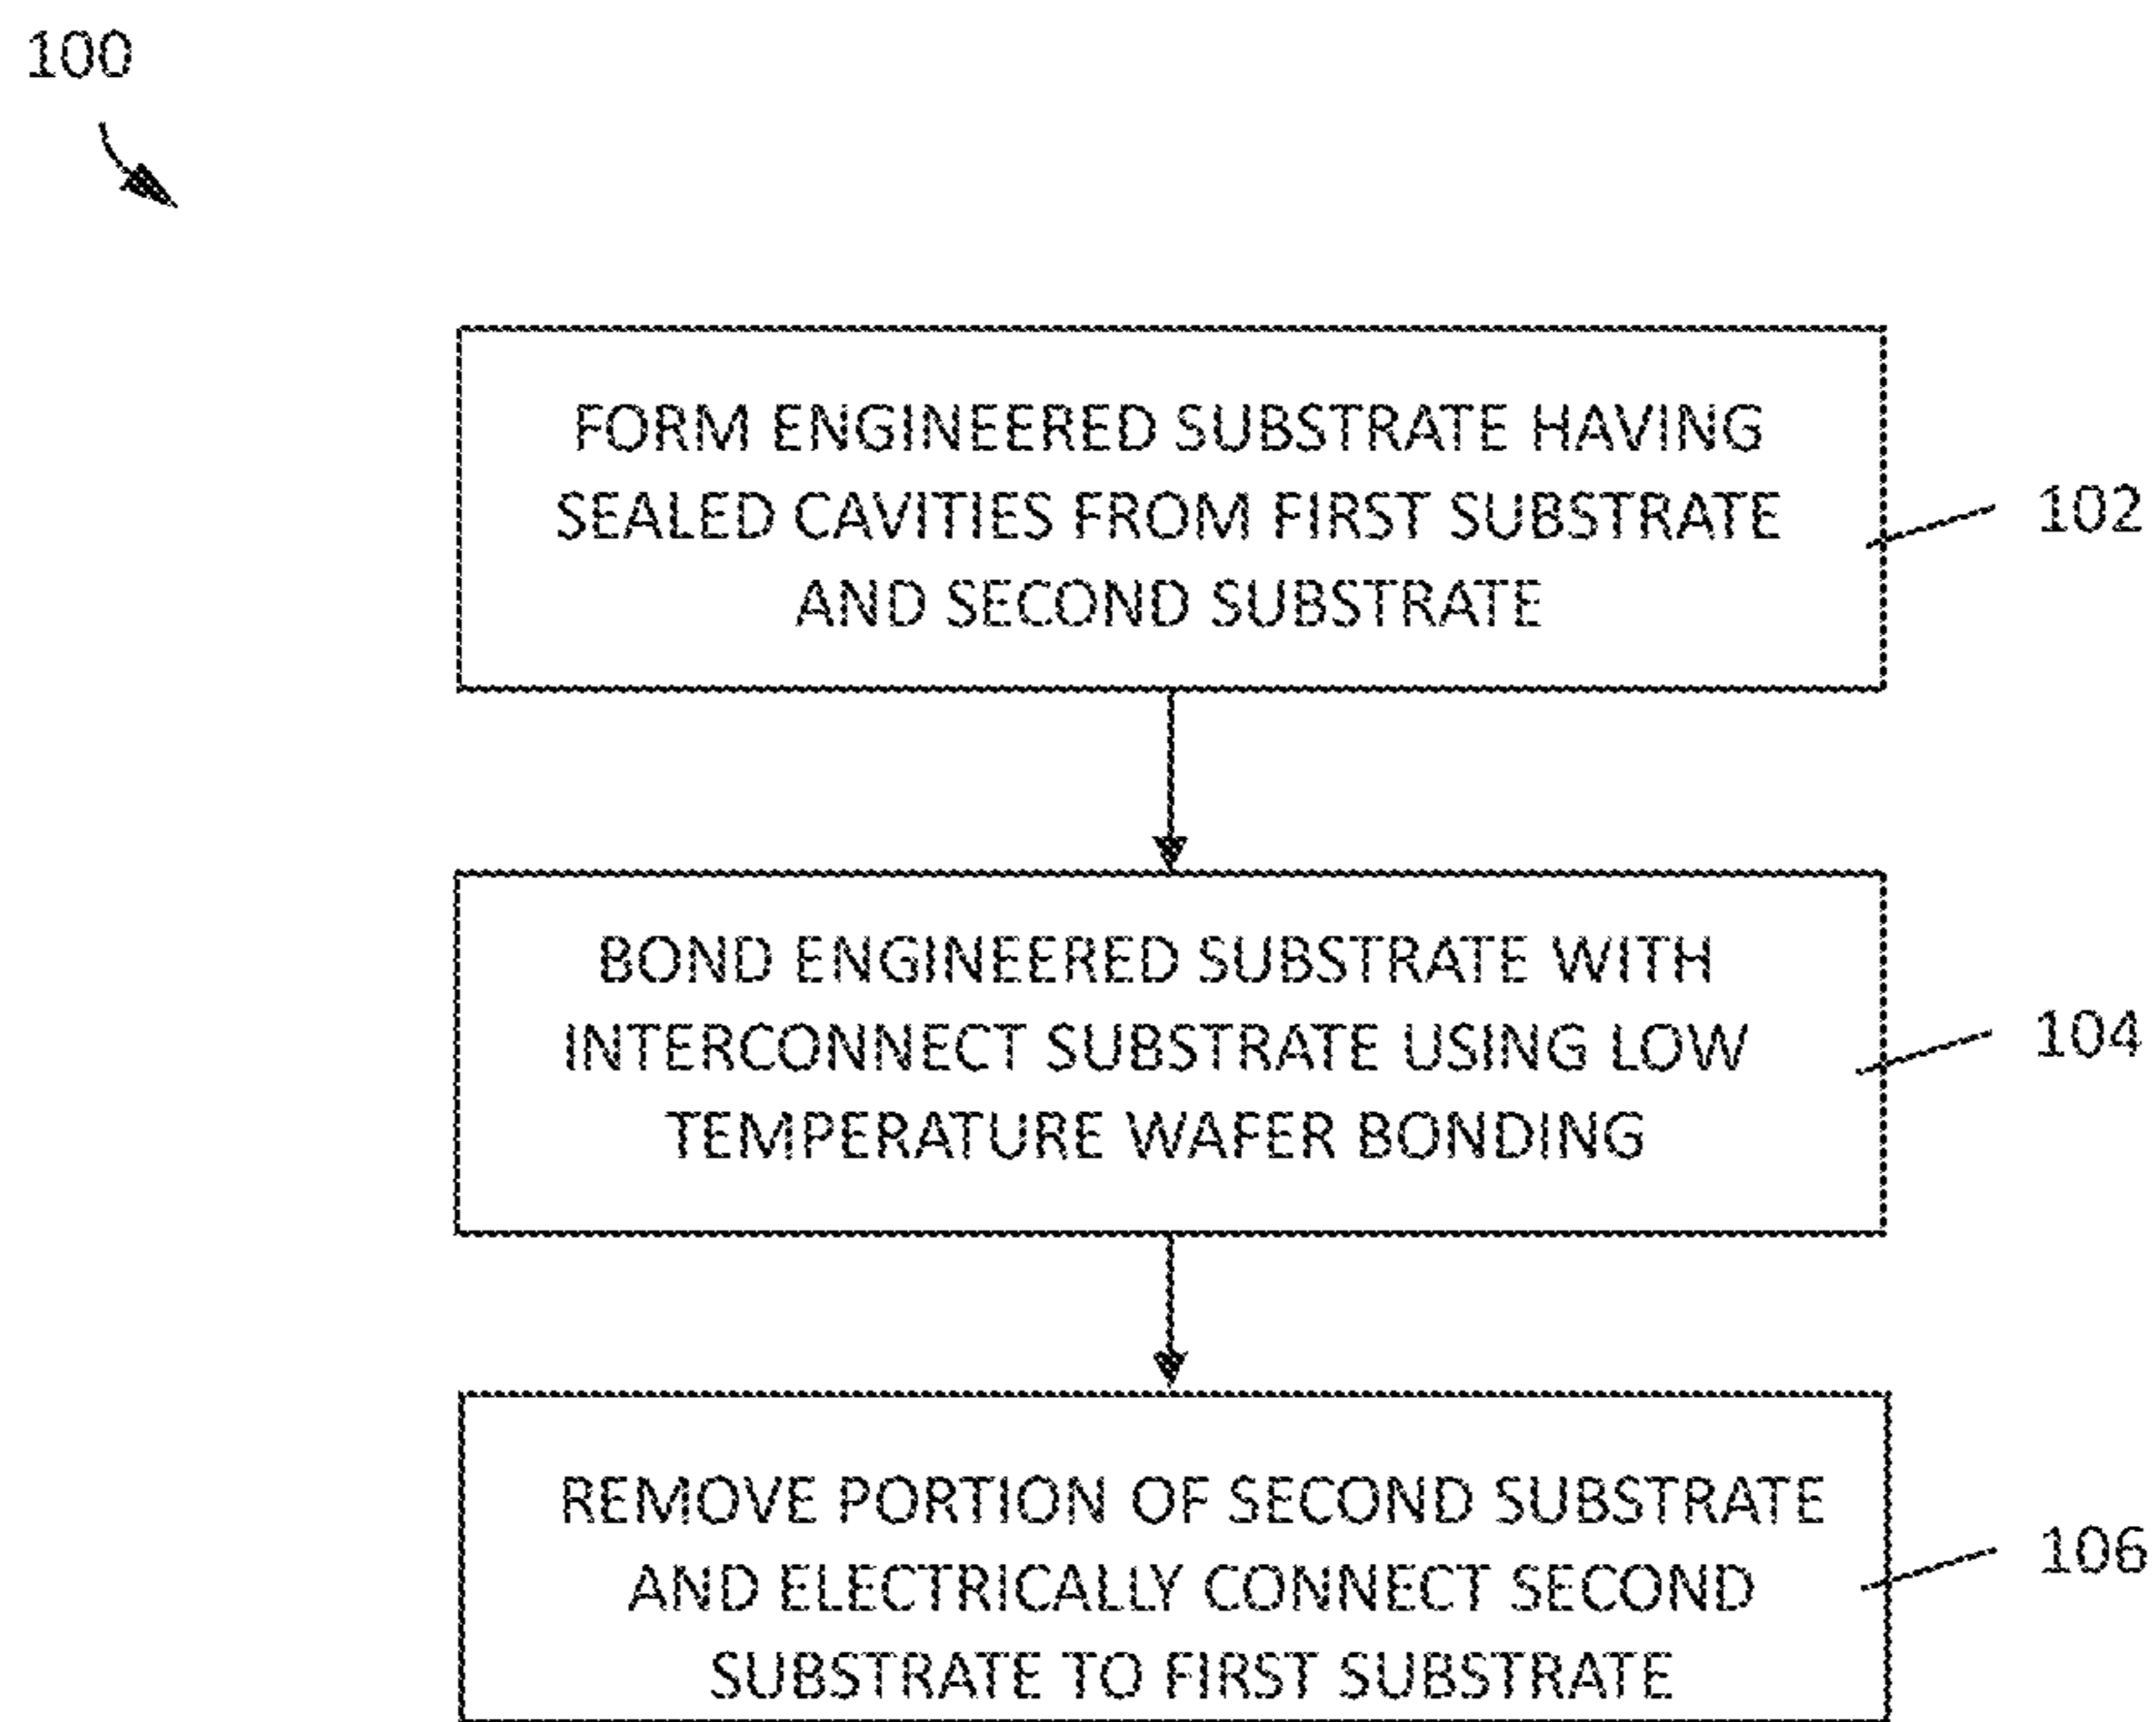 100
FORM ENGINEERED SUBSTRATE HAVING
SEALED CAVITIES FROM FIRST SUBSTRATE
AND SECOND SUBSTRATE
102
BOND ENGINEERED SUBSTRATE WITH
INTERCONNECT SUBSTRATE USING LOW
TEMPERATURE WAFER BONDING
104
REMOVE PORTION OF SECOND SUBSTRATE
AND ELECTRICALLY CONNECT SECOND
SUBSTRATE TO FIRST SUBSTRATE
106